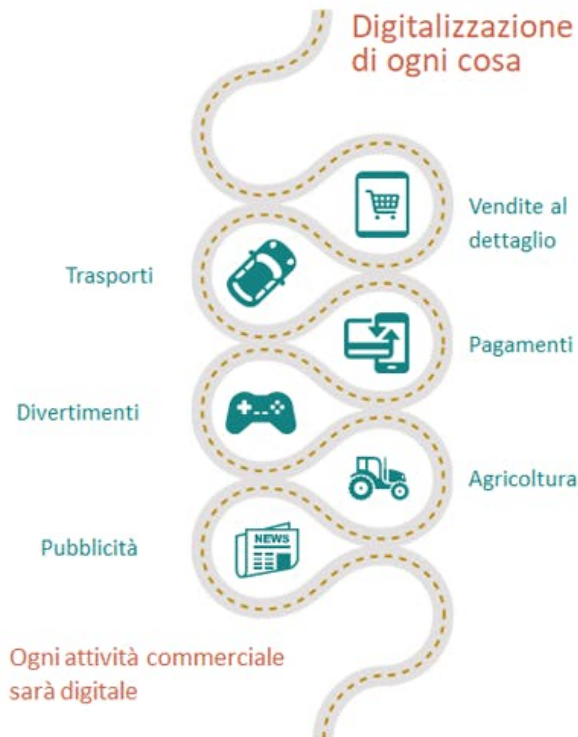 Digitalizzazione
di ogni cosa
Vendite al
dettaglio
Trasporti
Pagamenti
Divertimenti
Agricoltura
NEWS
Pubblicità
Ogni attività commerciale
sarà digitale